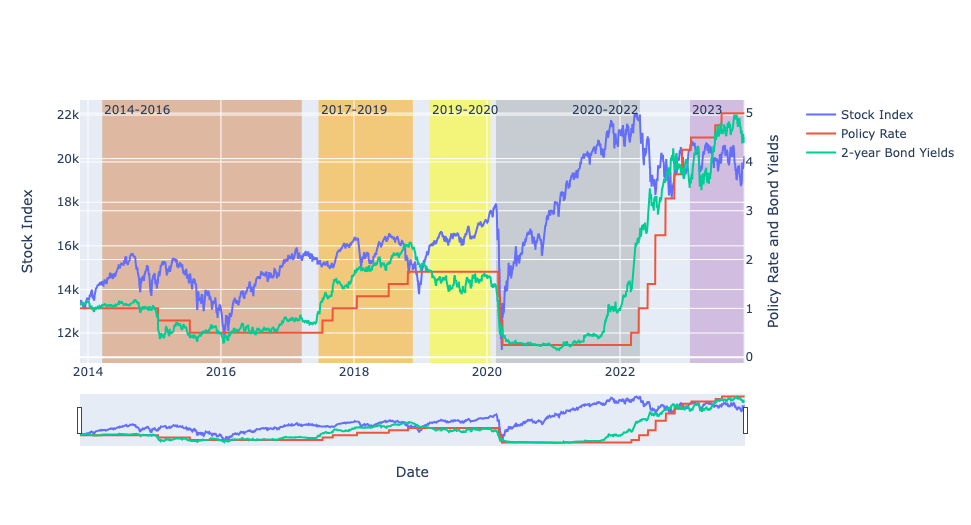 2014-2016
2017-2019
2019-2020
2020-2022
2023
Stock Index
Policy Rate
2-year Bond Yields
22k
20k
18k
16k
14k
12k
Stock Index
5
4
3
2
1
0
Policy Rate and Bond Yields
2014
2016
2018
2020
2022
Date